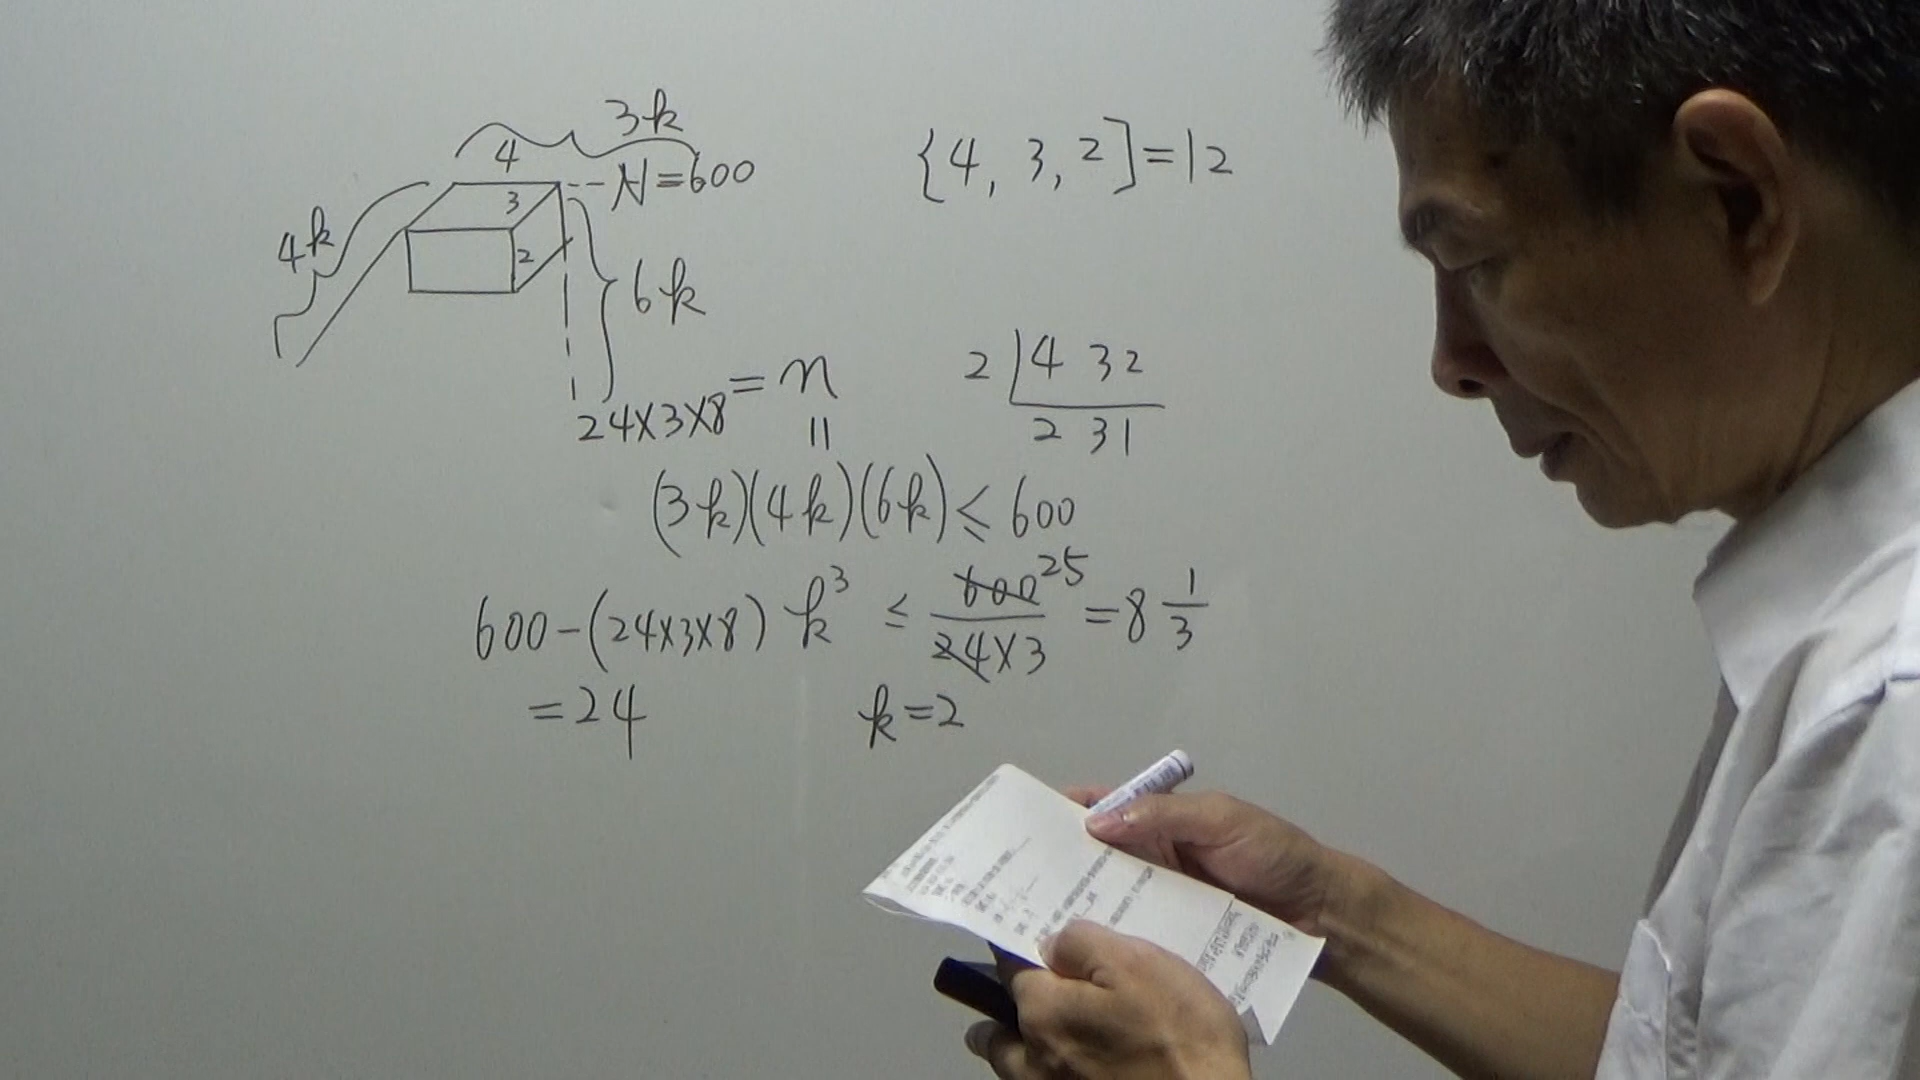 3k
4
N=600
3
4k
2
6k
24×3×8 = n
||
(3k)(4k)(6k) ≤ 600
600-(24×3×8) k³ ≤ 600 25 / 24×3 = 8 1/3
=24
k=2
{4, 3, 2]=12
2 | 4 3 2
2 3 1